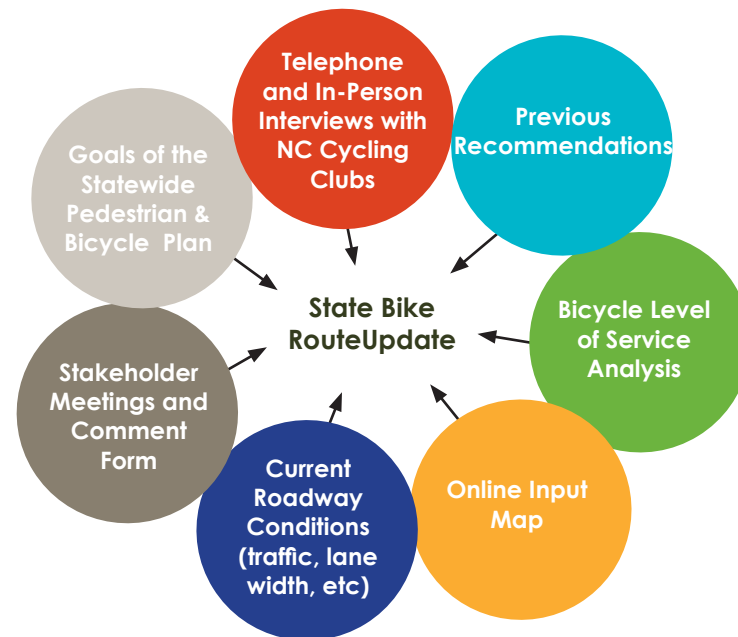 Telephone
and In-Person
Interviews with
NC Cycling
Clubs
Previous
Recommendations
Goals of the
Statewide
Pedestrian &
Bicycle Plan
State Bike
RouteUpdate
Bicycle Level
of Service
Analysis
Stakeholder
Meetings and
Comment
Form
Current
Roadway
Conditions
(traffic, lane
width, etc)
Online Input
Map